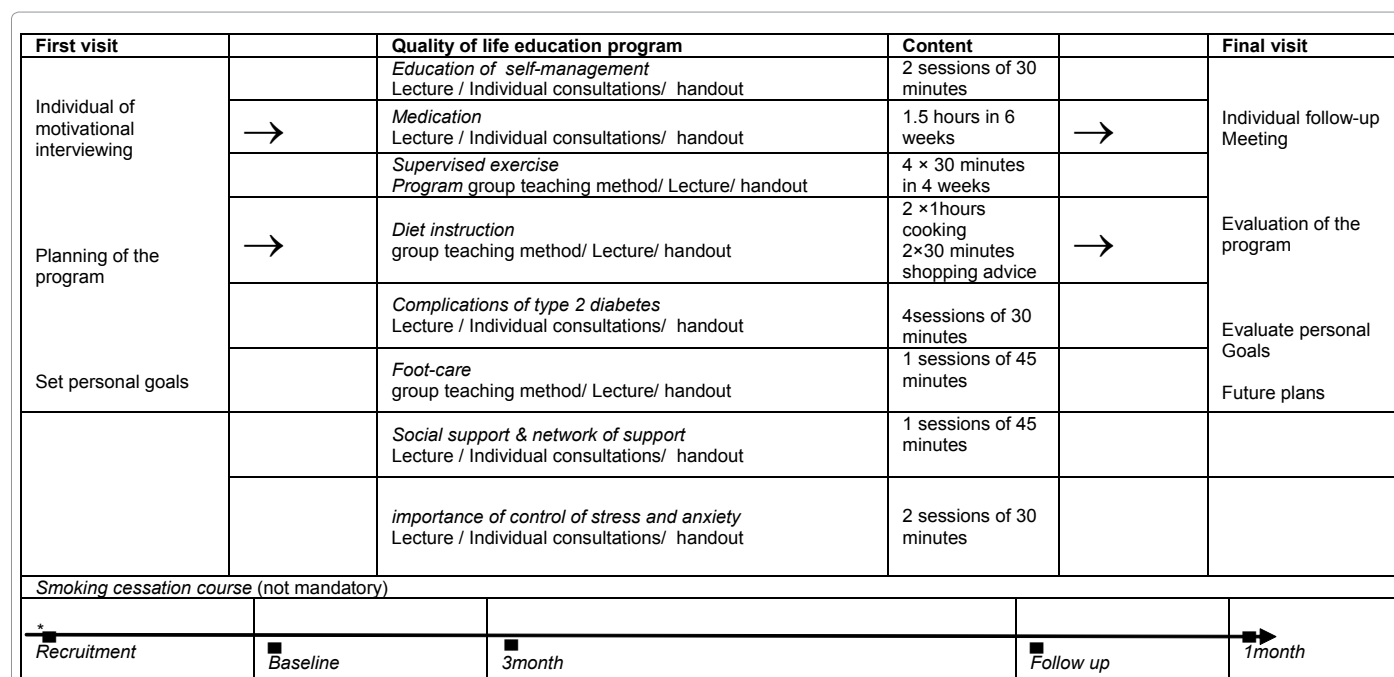 First visit
Quality of life education program
Content
Final visit
Individual of
motivational
interviewing
Planning of the
program
Set personal goals
→
→
Education of self-management
Lecture / Individual consultations/ handout
2 sessions of 30
minutes
Medication
Lecture / Individual consultations/ handout
1.5 hours in 6
weeks
Supervised exercise
Program group teaching method/ Lecture/ handout
4 × 30 minutes
in 4 weeks
Diet instruction
group teaching method/ Lecture/ handout
2 ×1hours
cooking
2×30 minutes
shopping advice
Complications of type 2 diabetes
Lecture / Individual consultations/ handout
4sessions of 30
minutes
Foot-care
group teaching method/ Lecture/ handout
1 sessions of 45
minutes
Social support & network of support
Lecture / Individual consultations/ handout
1 sessions of 45
minutes
importance of control of stress and anxiety
Lecture / Individual consultations/ handout
2 sessions of 30
minutes
→
→
Individual follow-up
Meeting
Evaluation of the
program
Evaluate personal
Goals
Future plans
Smoking cessation course (not mandatory)
*
Recruitment
Baseline
3month
Follow up
1month